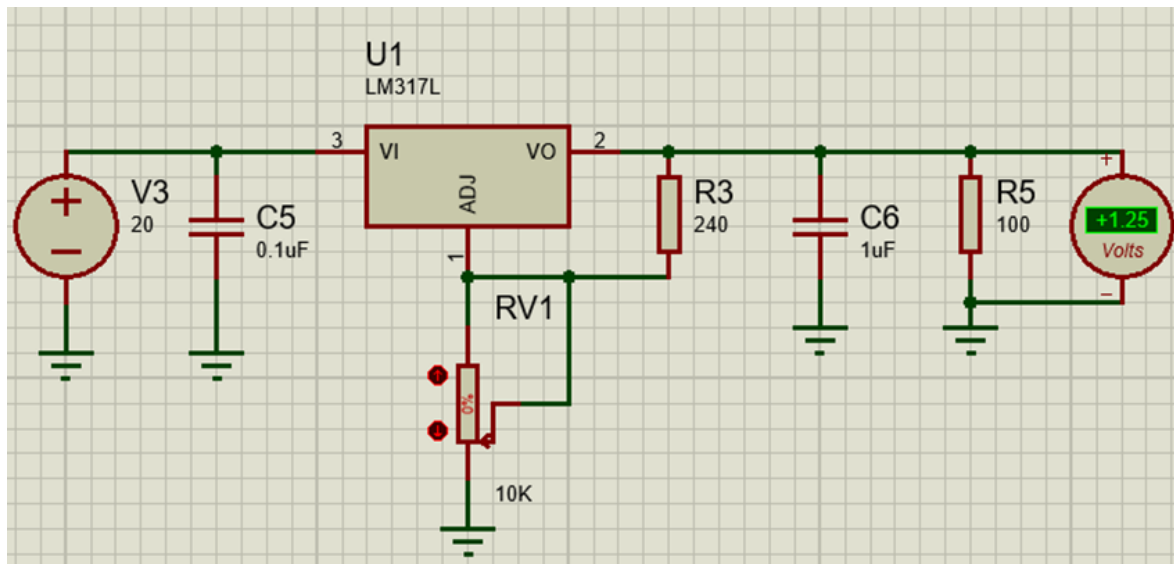 U1
LM317L
3
VI
VO
2
ADJ
1
V3
20
C5
0.1uF
R3
240
C6
1uF
R5
100
+
+1.25
Volts
−
RV1
0%
10K